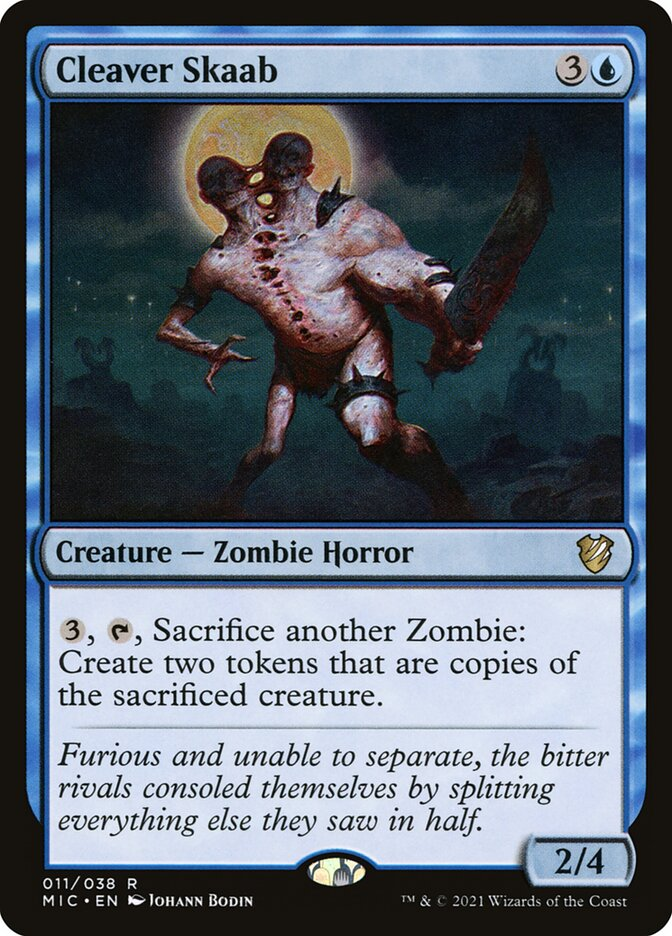 Cleaver Skaab 3
Creature — Zombie Horror
3, , Sacrifice another Zombie:
Create two tokens that are copies of
the sacrificed creature.
Furious and unable to separate, the bitter
rivals consoled themselves by splitting
everything else they saw in half.
2/4
011/038 R
MIC • EN Johann Bodin
™ & © 2021 Wizards of the Coast